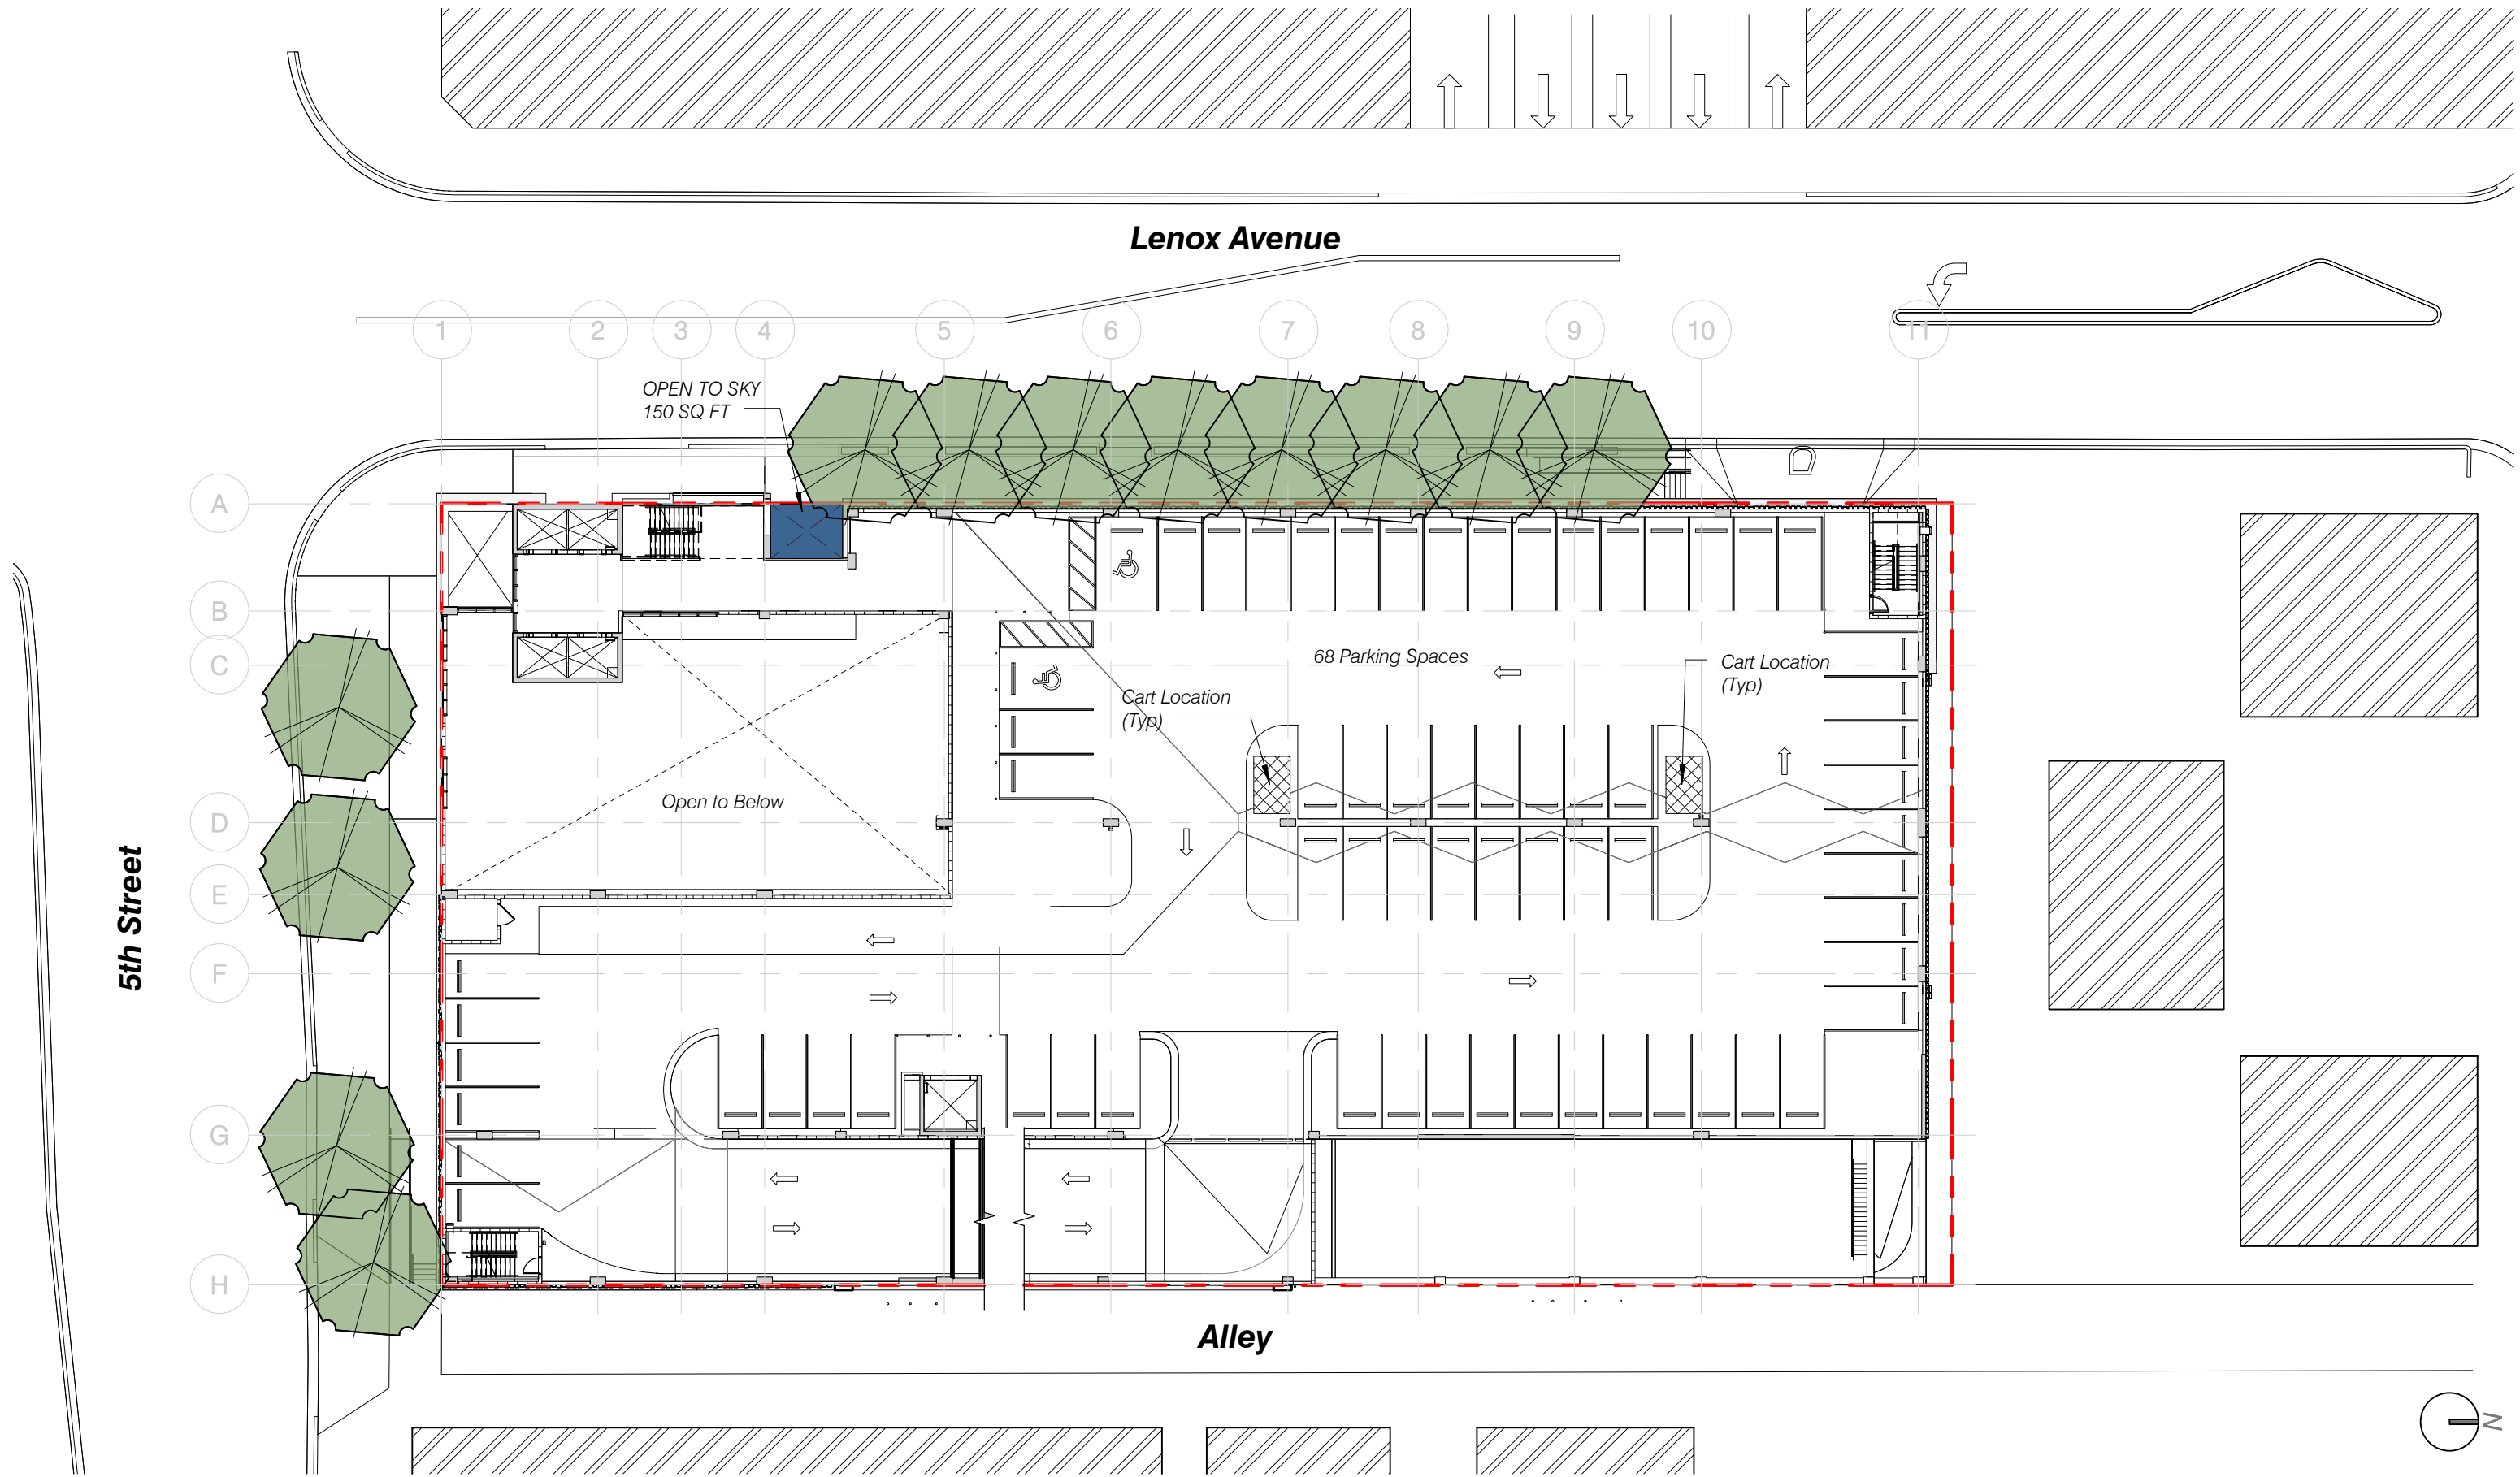 Lenox Avenue
1
2
3
4
5
6
7
8
9
10
11
OPEN TO SKY
150 SQ FT
A
B
C
D
E
F
G
H
68 Parking Spaces
Cart Location
(Typ)
Cart Location
(Typ)
Open to Below
5th Street
Alley
N